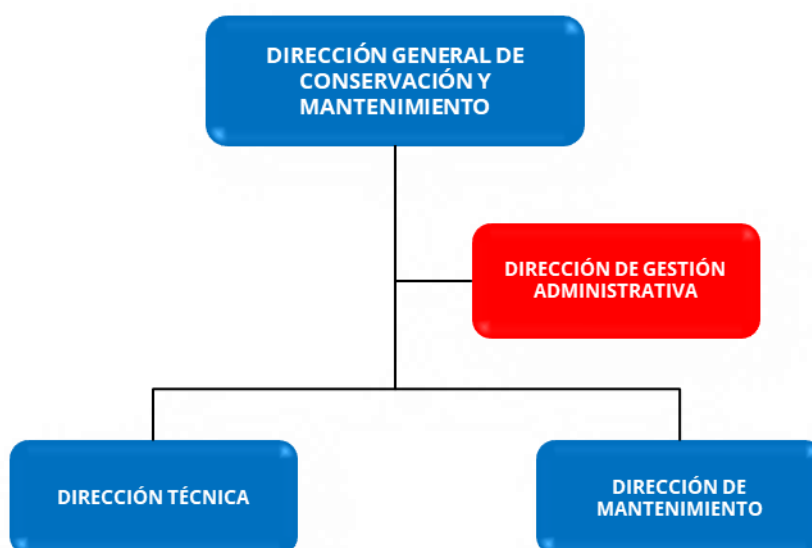 DIRECCIÓN GENERAL DE
CONSERVACIÓN Y
MANTENIMIENTO
DIRECCIÓN DE GESTIÓN
ADMINISTRATIVA
DIRECCIÓN TÉCNICA
DIRECCIÓN DE
MANTENIMIENTO